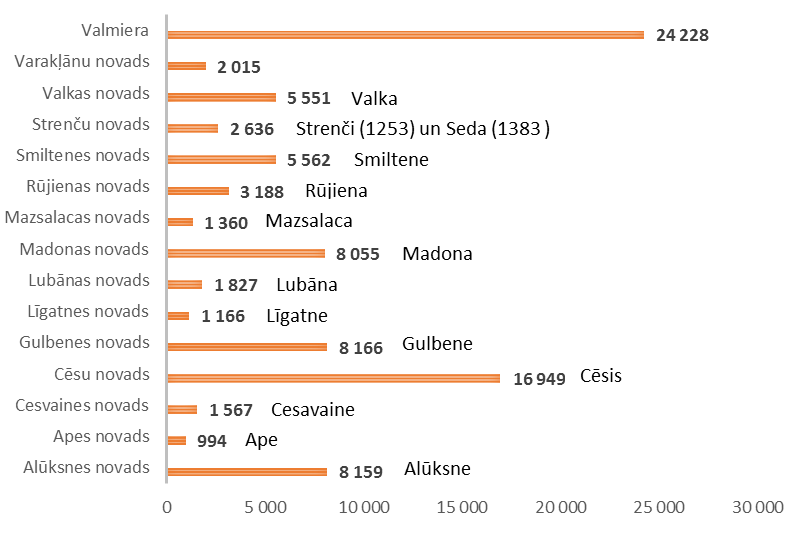 Valmiera 24 228
Varakļānu novads 2 015
Valkas novads 5 551 Valka
Strenču novads 2 636 Strenči (1253) un Seda (1383 )
Smiltenes novads 5 562 Smiltene
Rūjienas novads 3 188 Rūjiena
Mazsalacas novads 1 360 Mazsalaca
Madonas novads 8 055 Madona
Lubānas novads 1 827 Lubāna
Līgatnes novads 1 166 Līgatne
Gulbenes novads 8 166 Gulbene
Cēsu novads 16 949 Cēsis
Cesvaines novads 1 567 Cesavaine
Apes novads 994 Ape
Alūksnes novads 8 159 Alūksne
0 5 000 10 000 15 000 20 000 25 000 30 000